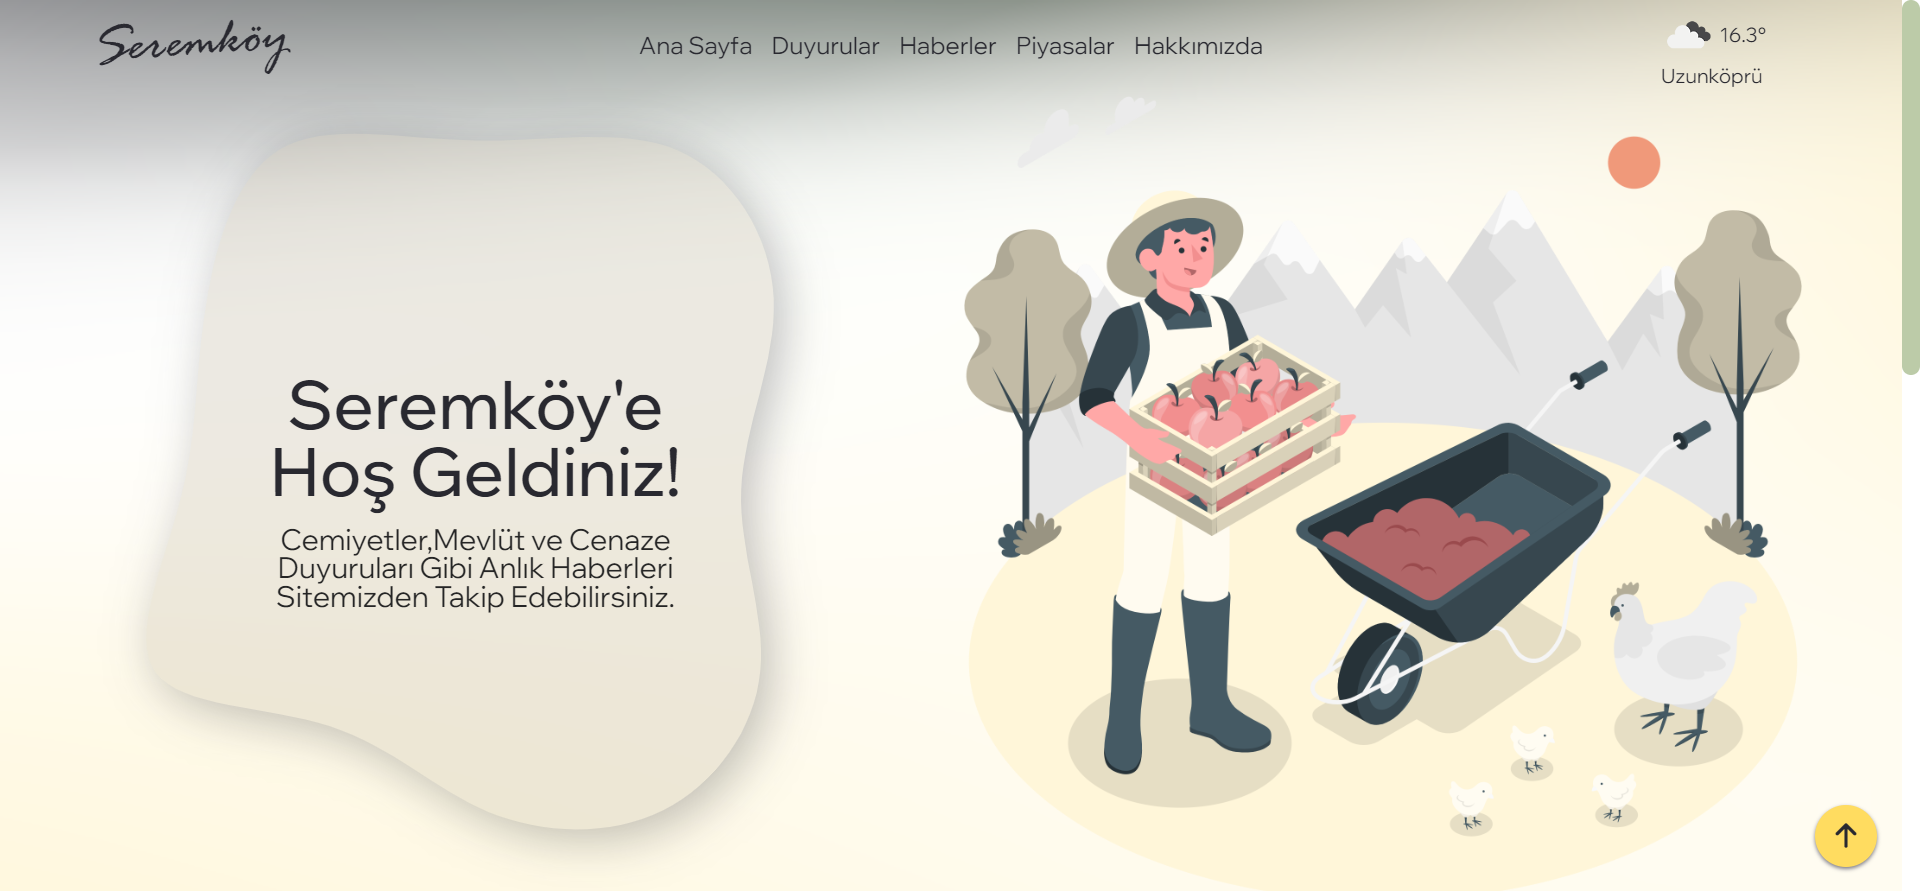 Seremköy
Ana Sayfa Duyurular Haberler Piyasalar Hakkımızda
16.3°
Uzunköprü
Seremköy'e
Hoş Geldiniz!
Cemiyetler,Mevlüt ve Cenaze
Duyuruları Gibi Anlık Haberleri
Sitemizden Takip Edebilirsiniz.